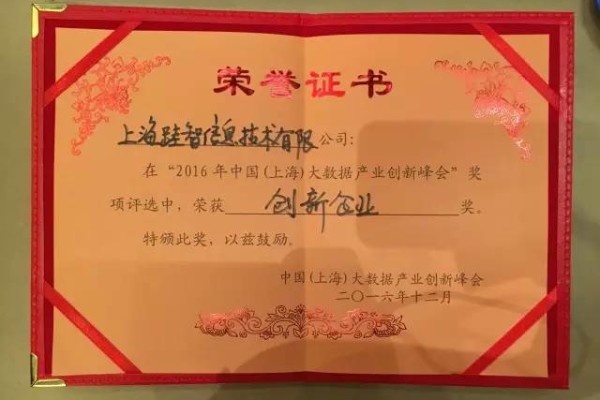 荣誉证书
上海跬智信息技术有限公司:
在“2016年中国(上海)大数据产业创新峰会”奖
项评选中,荣获创新企业奖。
特颁此奖,以兹鼓励。
中国(上海)大数据产业创新峰会
二〇一六年十二月